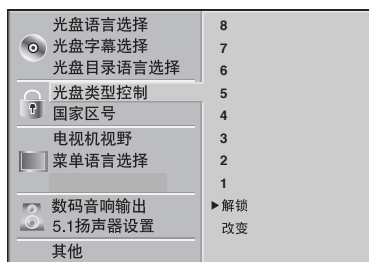 光盘语言选择
光盘字幕选择
光盘目录语言选择
光盘类型控制
国家区号
电视机视野
菜单语言选择
数码音响输出
5.1扬声器设置
其他
8
7
6
5
4
3
2
1
▶解锁
改变